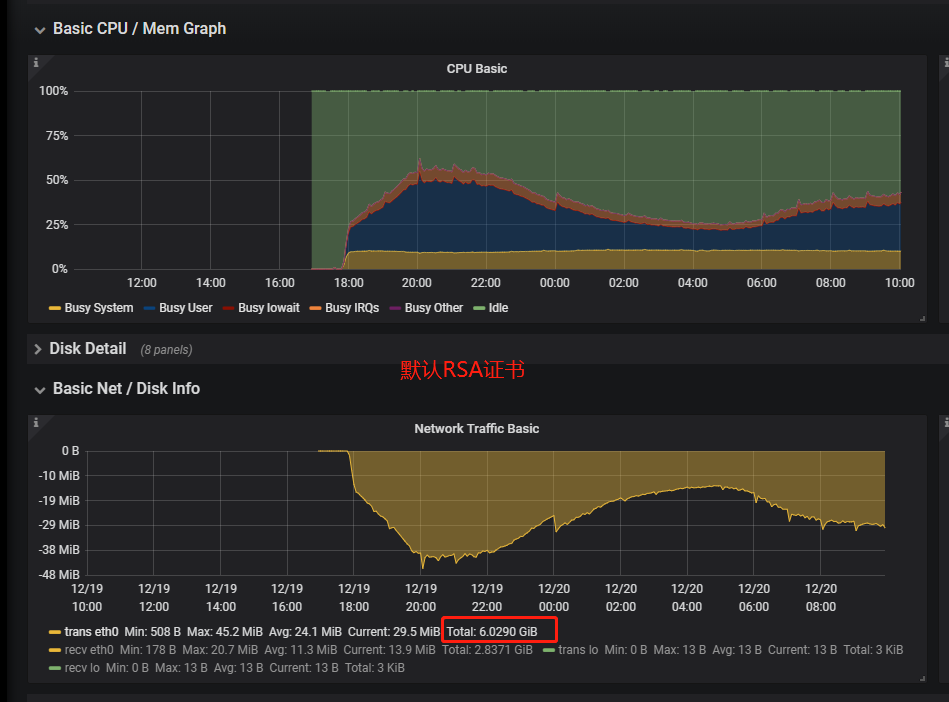 Basic CPU / Mem Graph
CPU Basic
100%
75%
50%
25%
0%
12:00 14:00 16:00 18:00 20:00 22:00 00:00 02:00 04:00 06:00 08:00 10:00
Busy System Busy User Busy Iowait Busy IRQs Busy Other Idle
Disk Detail (8 panels)
默认RSA证书
Basic Net / Disk Info
Network Traffic Basic
0 B
-10 MiB
-19 MiB
-29 MiB
-38 MiB
-48 MiB
12/19 12/19 12/19 12/19 12/19 12/19 12/19 12/20 12/20 12/20 12/20 12/20
10:00 12:00 14:00 16:00 18:00 20:00 22:00 00:00 02:00 04:00 06:00 08:00
trans eth0 Min: 508 B Max: 45.2 MiB Avg: 24.1 MiB Current: 29.5 MiB Total: 6.0290 GiB
recv eth0 Min: 178 B Max: 20.7 MiB Avg: 11.3 MiB Current: 13.9 MiB Total: 2.8371 GiB trans lo Min: 0 B Max: 13 B Avg: 13 B Current: 13 B Total: 3 KiB
recv lo Min: 0 B Max: 13 B Avg: 13 B Current: 13 B Total: 3 KiB